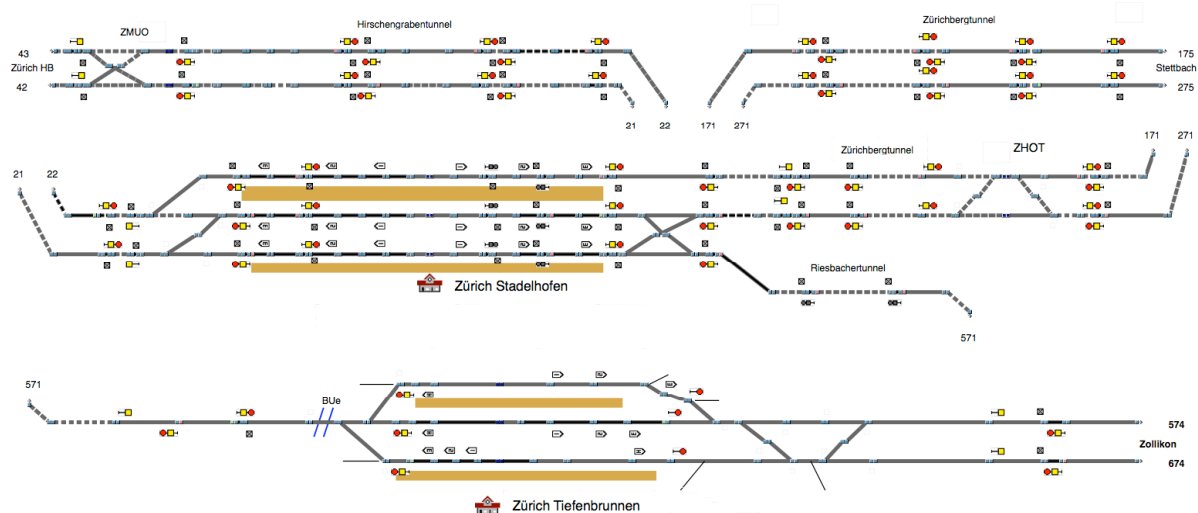 ZMUO
Hirschengrabentunnel
Zürichbergtunnel
43
175
Zürich HB
Stettbach
42
275
21
22
171
271
Zürichbergtunnel
ZHOT
171
271
21
22
Zürich Stadelhofen
Riesbachertunnel
571
571
BUe
574
Zollikon
674
Zürich Tiefenbrunnen